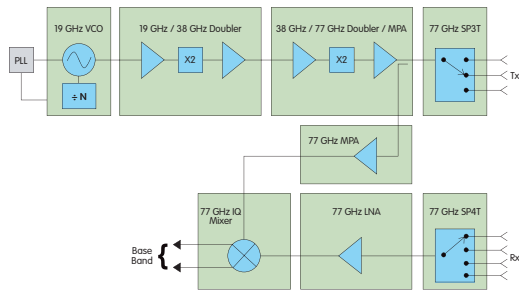 19 GHz VCO
19 GHz / 38 GHz Doubler
38 GHz / 77 GHz Doubler / MPA
77 GHz SP3T
PLL
X2
X2
÷ N
Tx
77 GHz MPA
77 GHz IQ
Mixer
77 GHz LNA
77 GHz SP4T
Base
Band
Rx